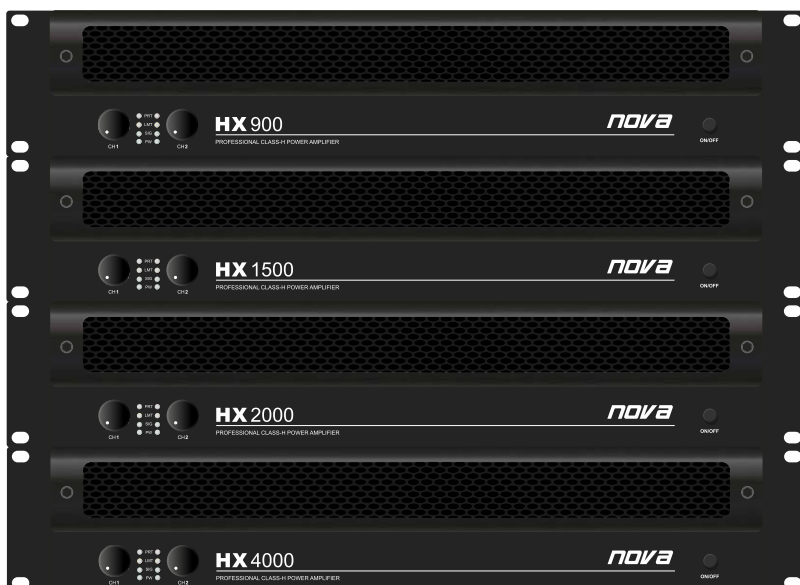 PRT
LMT
SIG
PW
CH1 CH2
HX 900 nova
PROFESSIONAL CLASS-H POWER AMPLIFIER
ON/OFF
PRT
LMT
SIG
PW
CH1 CH2
HX 1500 nova
PROFESSIONAL CLASS-H POWER AMPLIFIER
ON/OFF
PRT
LMT
SIG
PW
CH1 CH2
HX 2000 nova
PROFESSIONAL CLASS-H POWER AMPLIFIER
ON/OFF
PRT
LMT
SIG
PW
CH1 CH2
HX 4000 nova
PROFESSIONAL CLASS-H POWER AMPLIFIER
ON/OFF